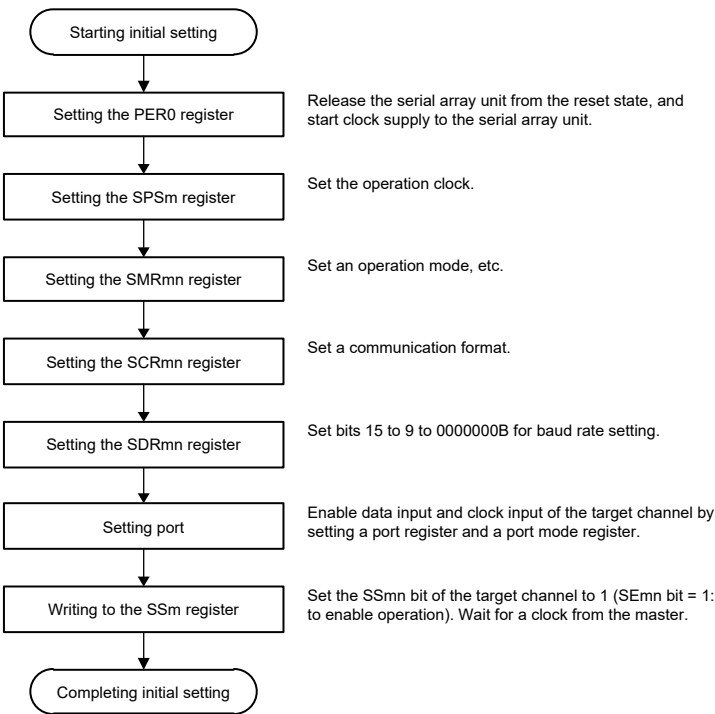 Starting initial setting
Setting the PER0 register
Release the serial array unit from the reset state, and
start clock supply to the serial array unit.
Setting the SPSm register
Set the operation clock.
Setting the SMRmn register
Set an operation mode, etc.
Setting the SCRmn register
Set a communication format.
Setting the SDRmn register
Set bits 15 to 9 to 0000000B for baud rate setting.
Setting port
Enable data input and clock input of the target channel by
setting a port register and a port mode register.
Writing to the SSm register
Set the SSmn bit of the target channel to 1 (SEmn bit = 1:
to enable operation). Wait for a clock from the master.
Completing initial setting